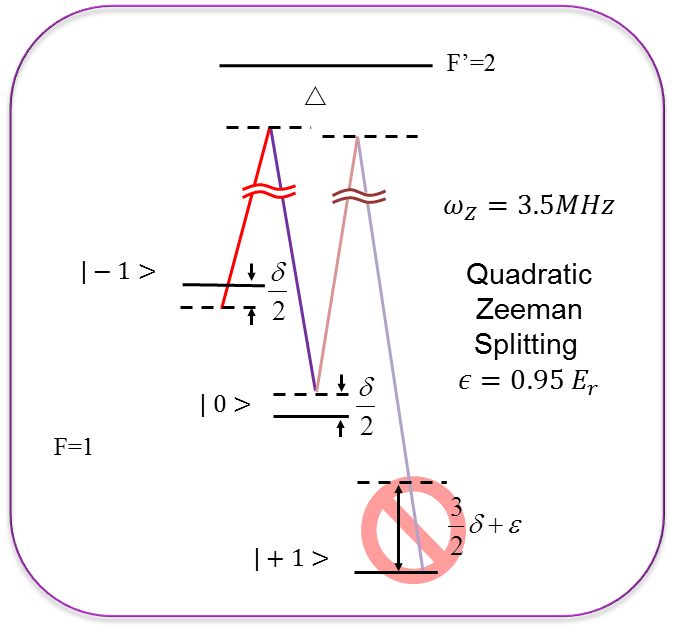 F'=2
△
ω_Z = 3.5MHz
| − 1 >
δ/2
Quadratic
Zeeman
Splitting
ϵ = 0.95 E_r
| 0 >
δ/2
F=1
3/2 δ + ε
| + 1 >